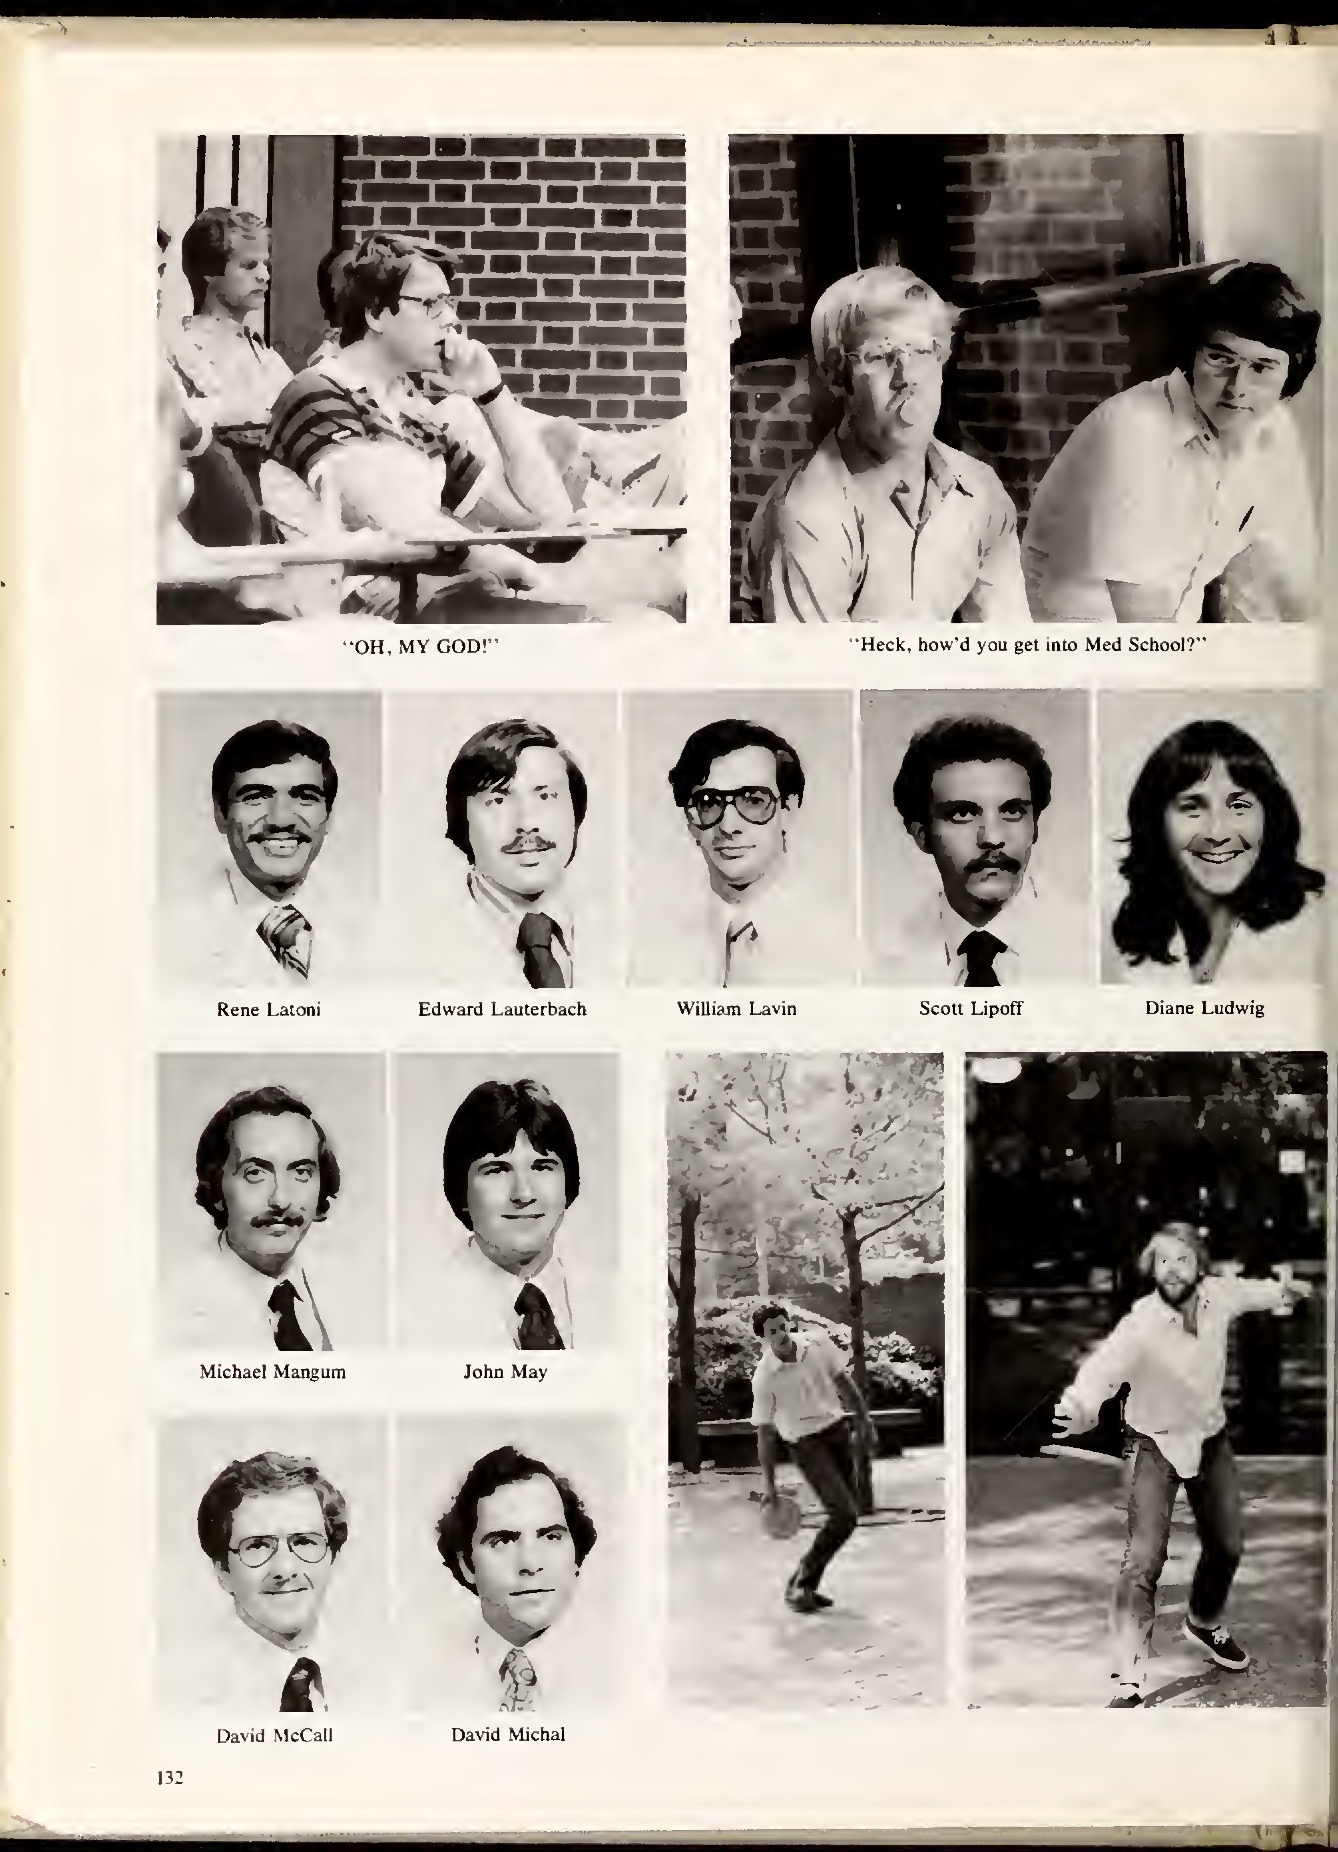 "OH, MY GOD!"
"Heck, how'd you get into Med School?"
Rene Latoni
Edward Lauterbach
William Lavin
Scott Lipoff
Diane Ludwig
Michael Mangum
John May
David McCall
David Michal
132